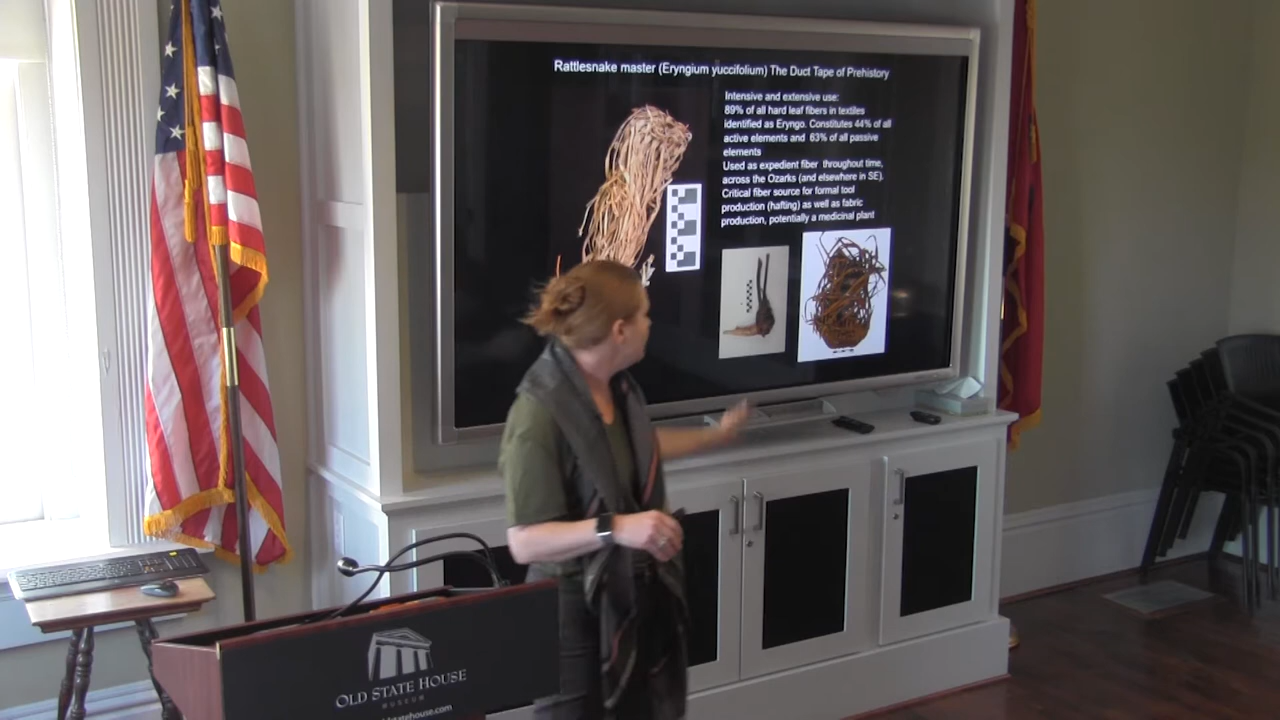 Rattlesnake master (Eryngium yuccifolium) The Duct Tape of Prehistory
Intensive and extensive use:
89% of all hard leaf fibers in textiles
identified as Eryngo. Constitutes 44% of all
active elements and 63% of all passive
elements
Used as expedient fiber throughout time,
across the Ozarks (and elsewhere in SE).
Critical fiber source for formal tool
production (hafting) as well as fabric
production, potentially a medicinal plant
OLD STATE HOUSE
MUSEUM